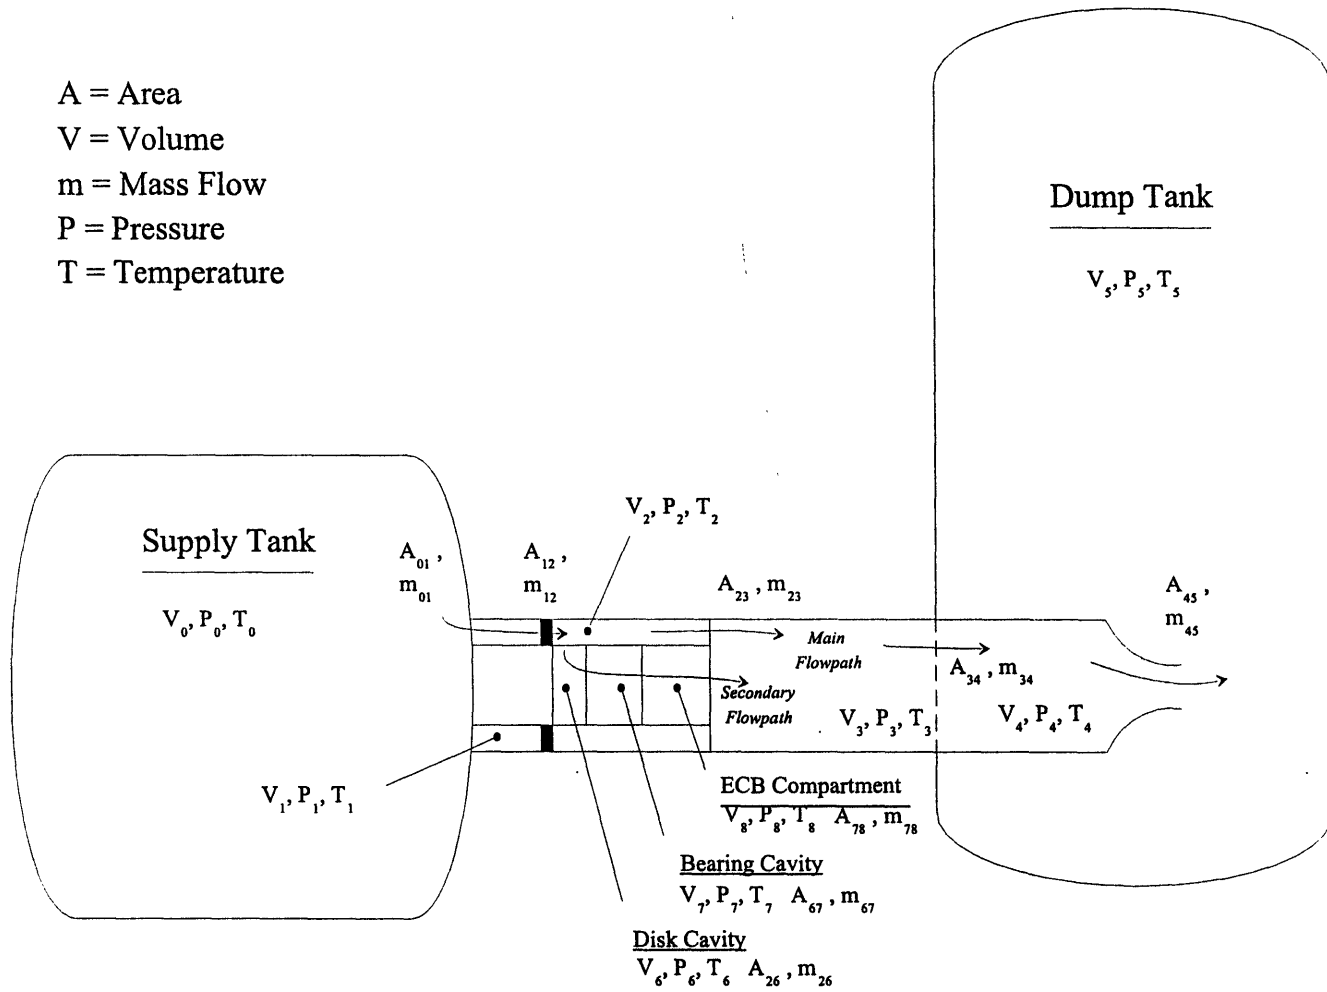 A = Area
V = Volume
m = Mass Flow
P = Pressure
T = Temperature
Dump Tank
V₅, P₅, T₅
Supply Tank
V₀, P₀, T₀
A₀₁ ,
m₀₁
A₁₂ ,
m₁₂
V₂, P₂, T₂
A₂₃ , m₂₃
A₄₅ ,
m₄₅
Main
Flowpath
A₃₄ , m₃₄
Secondary
Flowpath
V₃, P₃, T₃
V₄, P₄, T₄
V₁, P₁, T₁
ECB Compartment
V₈, P₈, T₈ A₇₈ , m₇₈
Bearing Cavity
V₇, P₇, T₇ A₆₇ , m₆₇
Disk Cavity
V₆, P₆, T₆ A₂₆ , m₂₆